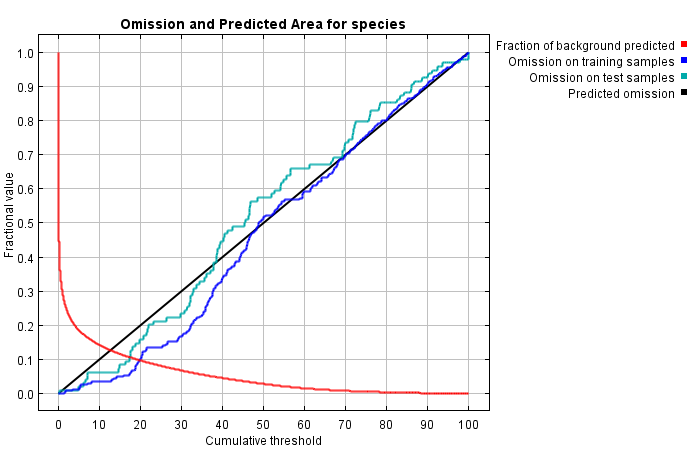 Omission and Predicted Area for species
Fraction of background predicted
Omission on training samples
Omission on test samples
Predicted omission
Fractional value
1.0
0.9
0.8
0.7
0.6
0.5
0.4
0.3
0.2
0.1
0.0
0 10 20 30 40 50 60 70 80 90 100
Cumulative threshold